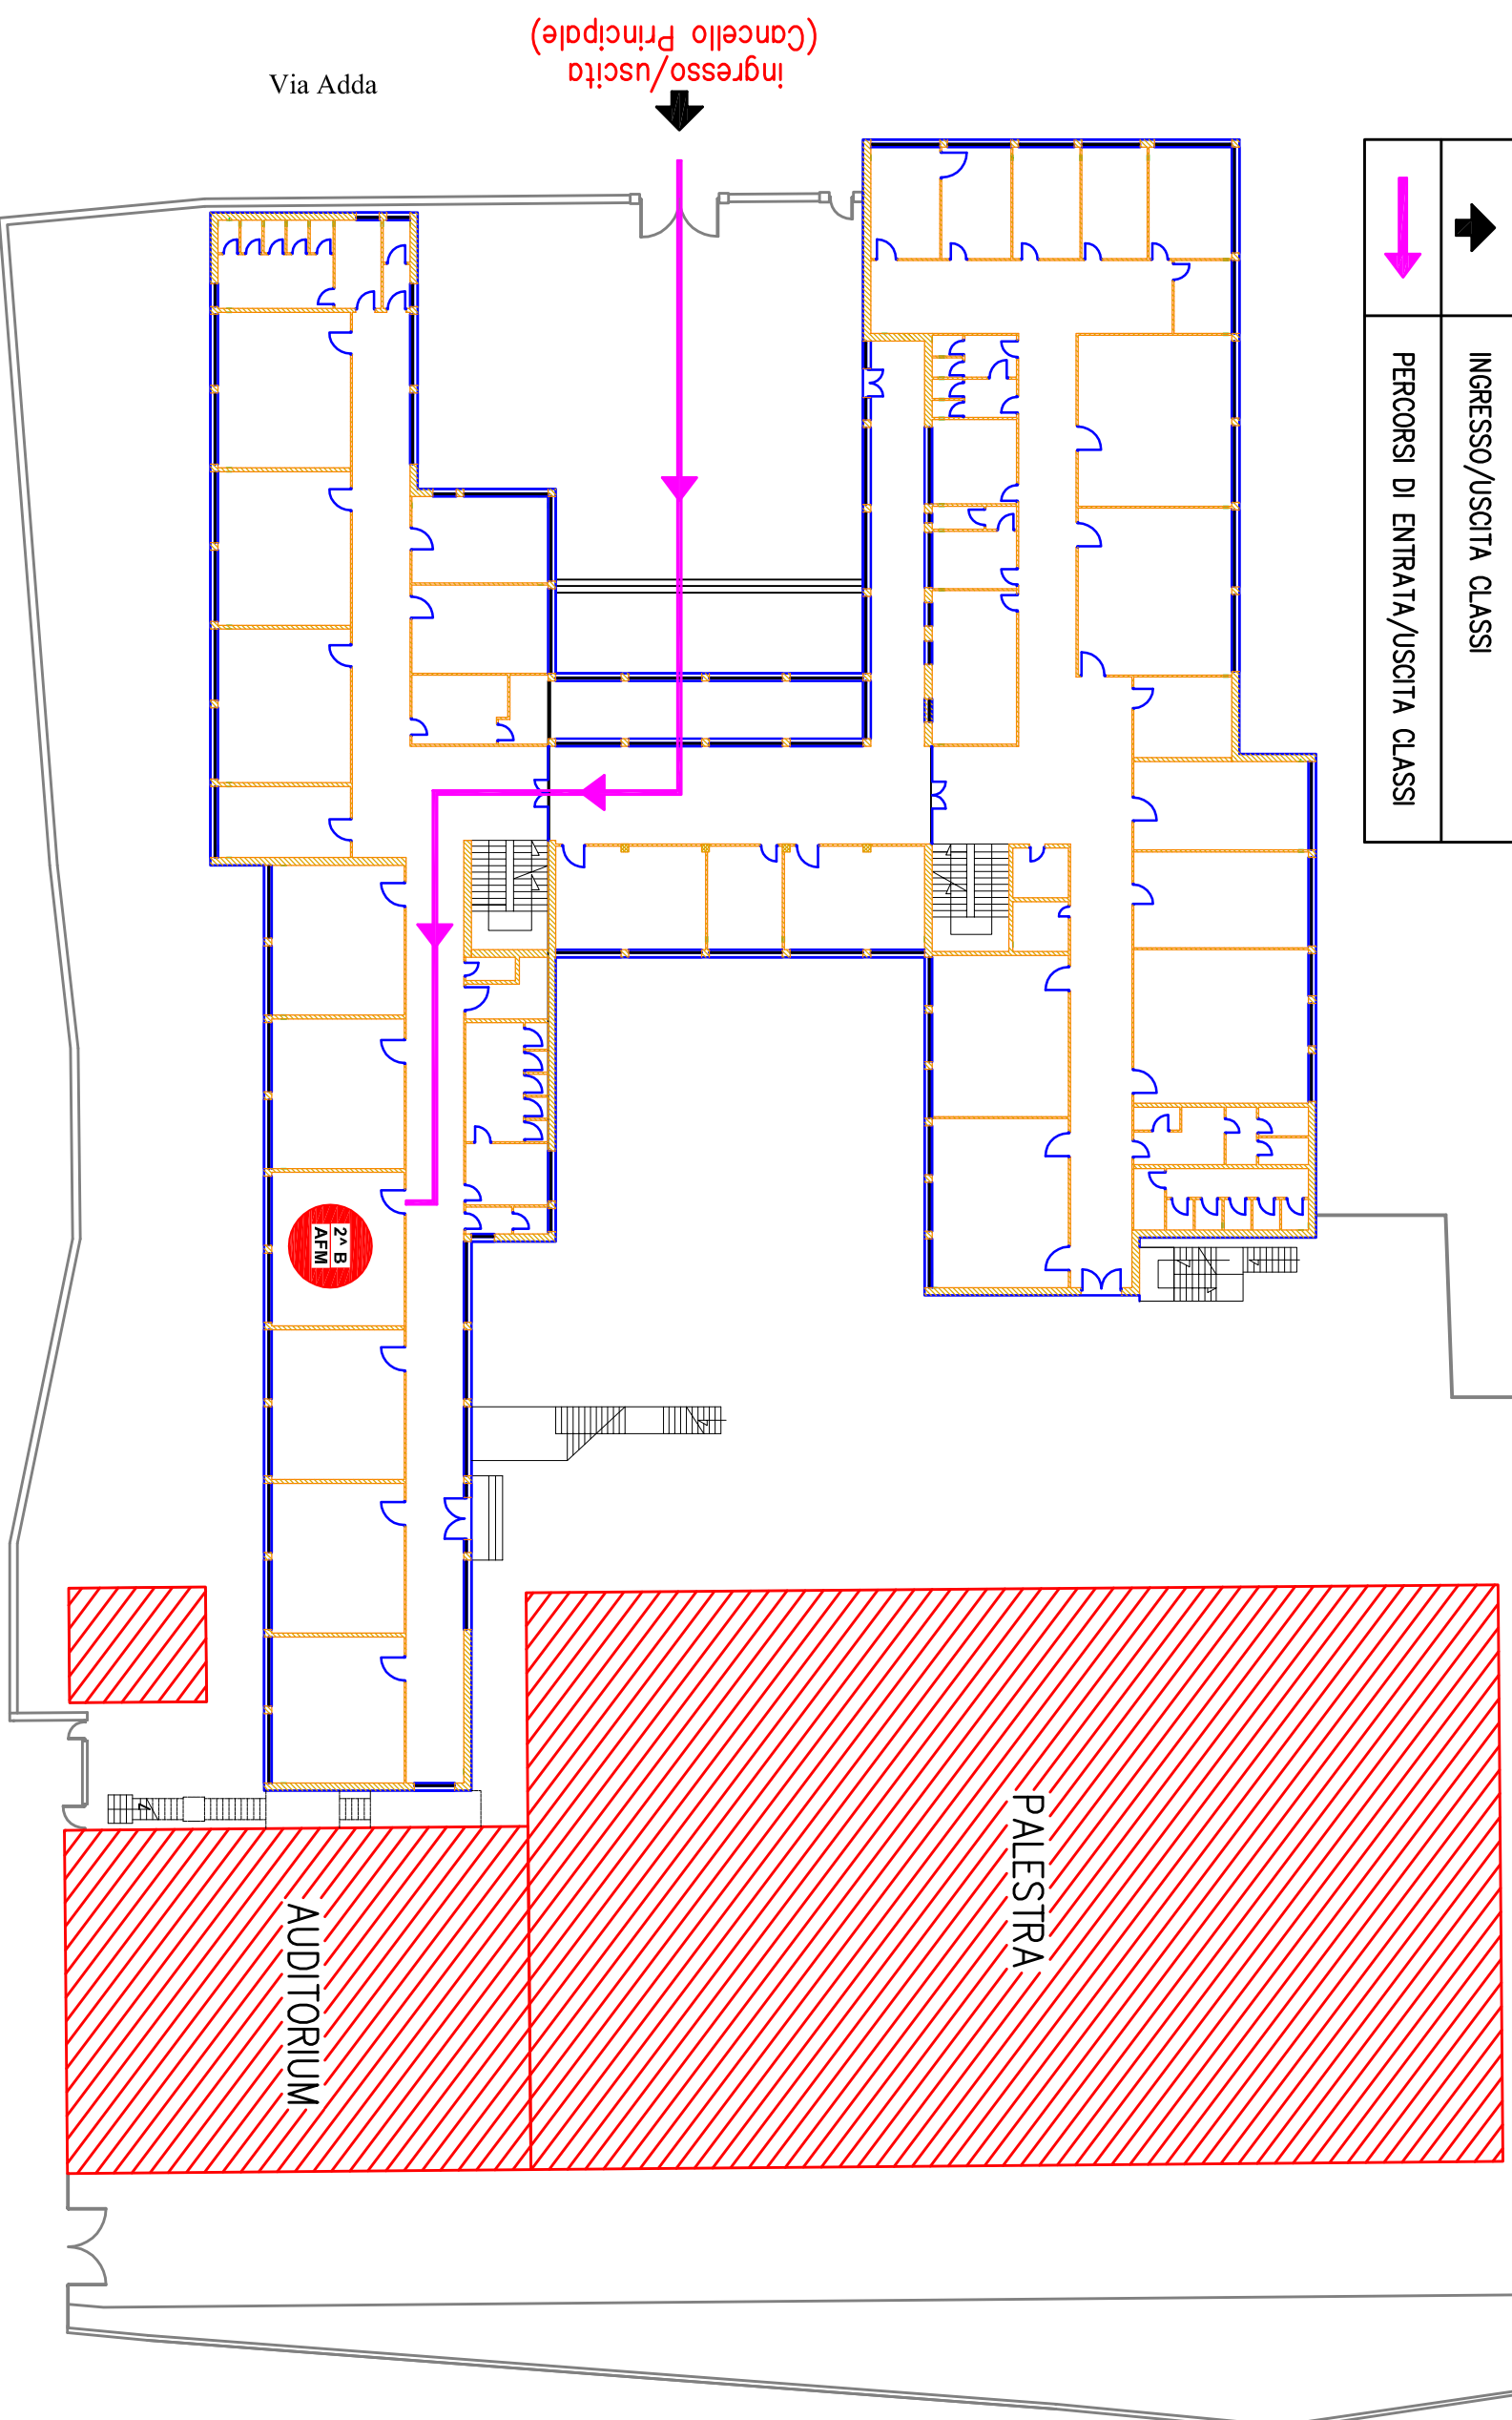 Via Adda
ingresso/uscita
(Cancello Principale)
INGRESSO/USCITA CLASSI
PERCORSI DI ENTRATA/USCITA CLASSI
2^ B
AFM
PALESTRA
AUDITORIUM